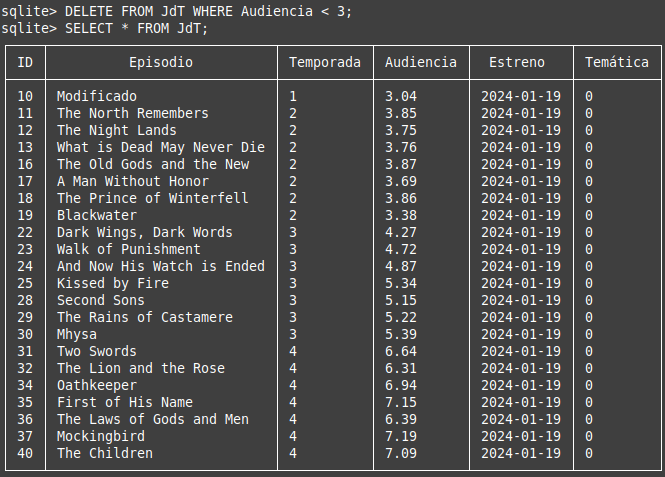 sqlite> DELETE FROM JdT WHERE Audiencia < 3;
sqlite> SELECT * FROM JdT;
ID Episodio Temporada Audiencia Estreno Temática
10 Modificado 1 3.04 2024-01-19 0
11 The North Remembers 2 3.85 2024-01-19 0
12 The Night Lands 2 3.75 2024-01-19 0
13 What is Dead May Never Die 2 3.76 2024-01-19 0
16 The Old Gods and the New 2 3.87 2024-01-19 0
17 A Man Without Honor 2 3.69 2024-01-19 0
18 The Prince of Winterfell 2 3.86 2024-01-19 0
19 Blackwater 2 3.38 2024-01-19 0
22 Dark Wings, Dark Words 3 4.27 2024-01-19 0
23 Walk of Punishment 3 4.72 2024-01-19 0
24 And Now His Watch is Ended 3 4.87 2024-01-19 0
25 Kissed by Fire 3 5.34 2024-01-19 0
28 Second Sons 3 5.15 2024-01-19 0
29 The Rains of Castamere 3 5.22 2024-01-19 0
30 Mhysa 3 5.39 2024-01-19 0
31 Two Swords 4 6.64 2024-01-19 0
32 The Lion and the Rose 4 6.31 2024-01-19 0
34 Oathkeeper 4 6.94 2024-01-19 0
35 First of His Name 4 7.15 2024-01-19 0
36 The Laws of Gods and Men 4 6.39 2024-01-19 0
37 Mockingbird 4 7.19 2024-01-19 0
40 The Children 4 7.09 2024-01-19 0